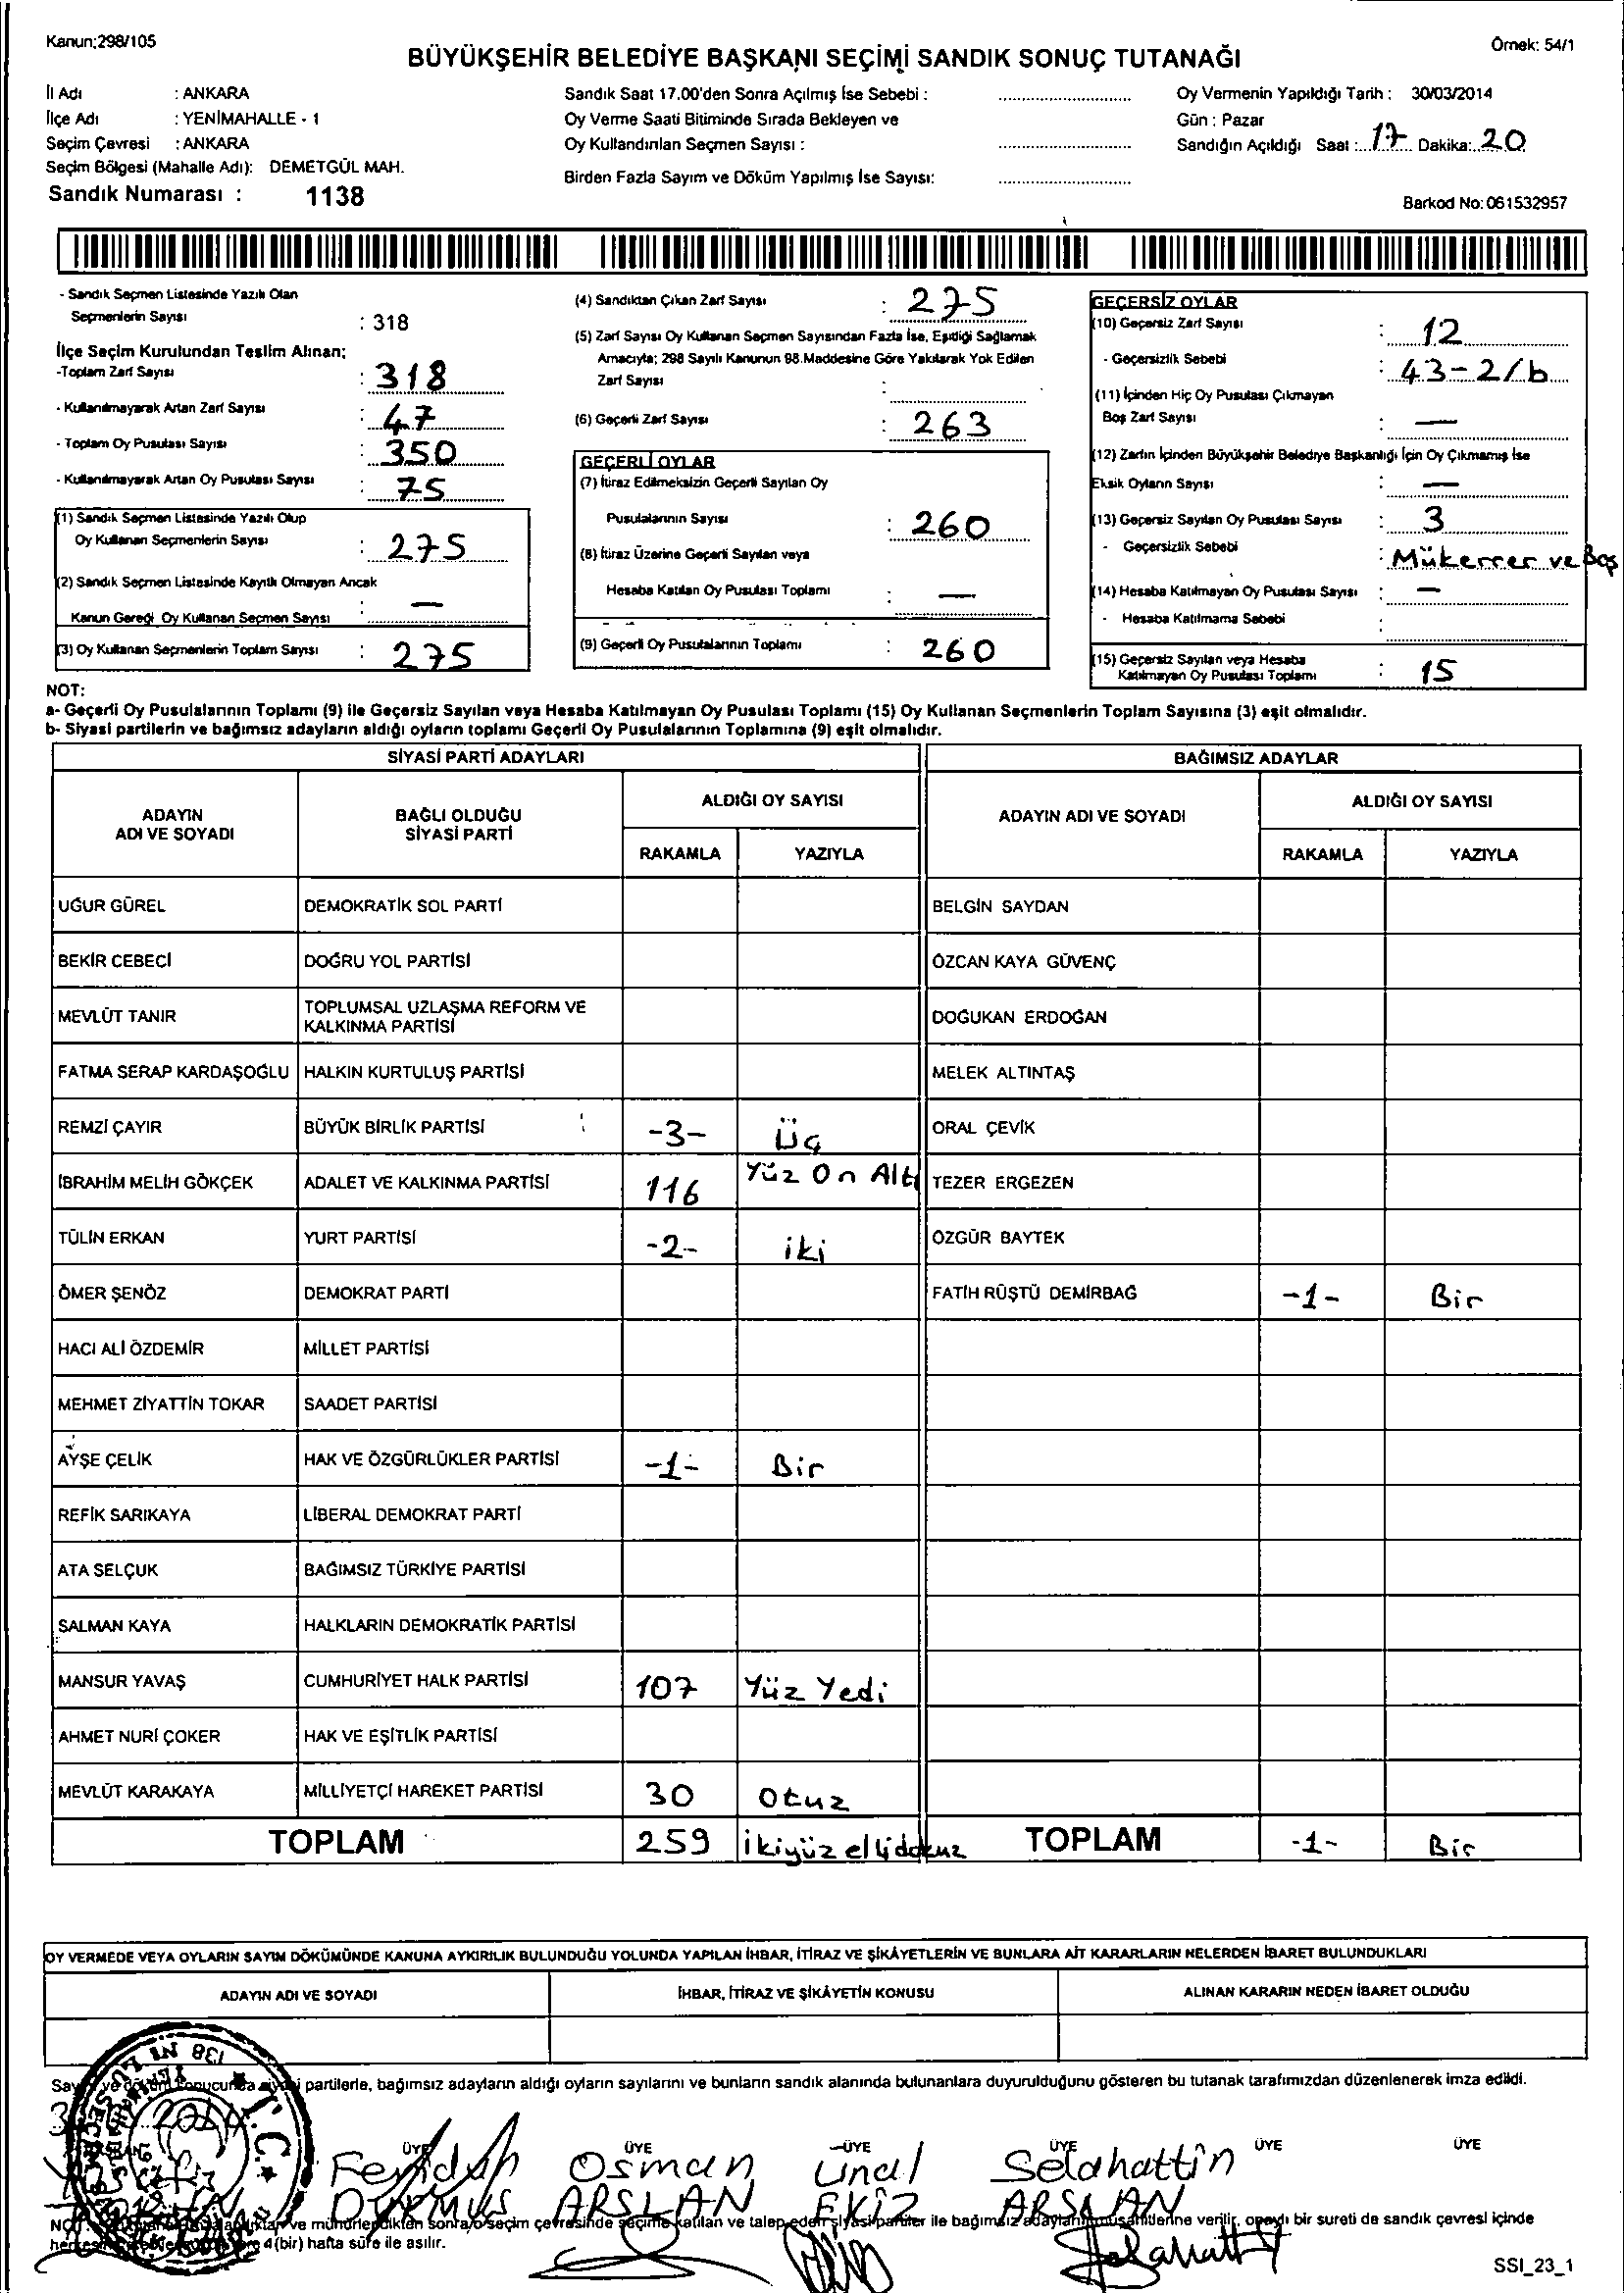 Kanun;298/105
Örnek: 54/1
BÜYÜKŞEHİR BELEDİYE BAŞKANI SEÇİMİ SANDIK SONUÇ TUTANAĞI
İl Adı : ANKARA
İlçe Adı : YENİMAHALLE - 1
Seçim Çevresi : ANKARA
Seçim Bölgesi (Mahalle Adı): DEMETGÜL MAH.
Sandık Numarası : 1138
Sandık Saat 17.00'den Sonra Açılmış İse Sebebi :
Oy Verme Saati Bitiminde Sırada Bekleyen ve
Oy Kullandırılan Seçmen Sayısı :
Birden Fazla Sayım ve Döküm Yapılmış İse Sayısı:
Oy Vermenin Yapıldığı Tarih : 30/03/2014
Gün : Pazar
Sandığın Açıldığı Saat : 17 Dakika: 20
Barkod No: 061532957
- Sandık Seçmen Listesinde Yazılı Olan
Seçmenlerin Sayısı : 318
İlçe Seçim Kurulundan Teslim Alınan;
-Toplam Zarf Sayısı : 318
- Kullanılmayarak Artan Zarf Sayısı : 47
- Toplam Oy Pusulası Sayısı : 350
- Kullanılmayarak Artan Oy Pusulası Sayısı : 75
(1) Sandık Seçmen Listesinde Yazılı Olup
Oy Kullanan Seçmenlerin Sayısı : 275
(2) Sandık Seçmen Listesinde Kayıtlı Olmayan Ancak
Kanun Gereği Oy Kullanan Seçmen Sayısı : —
(3) Oy Kullanan Seçmenlerin Toplam Sayısı : 275
(4) Sandıktan Çıkan Zarf Sayısı : 275
(5) Zarf Sayısı Oy Kullanan Seçmen Sayısından Fazla İse, Eşitliği Sağlamak
Amacıyla; 298 Sayılı Kanunun 98.Maddesine Göre Yakılarak Yok Edilen
Zarf Sayısı :
(6) Geçerli Zarf Sayısı : 263
GEÇERLİ OYLAR
(7) İtiraz Edilmeksizin Geçerli Sayılan Oy
Pusulalarının Sayısı : 260
(8) İtiraz Üzerine Geçerli Sayılan veya
Hesaba Katılan Oy Pusulası Toplamı : —
(9) Geçerli Oy Pusulalarının Toplamı : 260
GEÇERSİZ OYLAR
(10) Geçersiz Zarf Sayısı : 12
- Geçersizlik Sebebi : 43-2/b
(11) İçinden Hiç Oy Pusulası Çıkmayan
Boş Zarf Sayısı : —
(12) Zarfın İçinden Büyükşehir Belediye Başkanlığı İçin Oy Çıkmamış İse
Eksik Oyların Sayısı : —
(13) Geçersiz Sayılan Oy Pusulası Sayısı : 3
- Geçersizlik Sebebi : Mükerrer ve Boş
(14) Hesaba Katılmayan Oy Pusulası Sayısı : —
- Hesaba Katılmama Sebebi :
(15) Geçersiz Sayılan veya Hesaba
Katılmayan Oy Pusulası Toplamı : 15
NOT:
a- Geçerli Oy Pusulalarının Toplamı (9) ile Geçersiz Sayılan veya Hesaba Katılmayan Oy Pusulası Toplamı (15) Oy Kullanan Seçmenlerin Toplam Sayısına (3) eşit olmalıdır.
b- Siyasi partilerin ve bağımsız adayların aldığı oyların toplamı Geçerli Oy Pusulalarının Toplamına (9) eşit olmalıdır.
SİYASİ PARTİ ADAYLARI BAĞIMSIZ ADAYLAR
ADAYIN ADI VE SOYADI BAĞLI OLDUĞU SİYASİ PARTİ ALDIĞI OY SAYISI ADAYIN ADI VE SOYADI ALDIĞI OY SAYISI
RAKAMLA YAZIYLA RAKAMLA YAZIYLA
UĞUR GÜREL DEMOKRATİK SOL PARTİ BELGİN SAYDAN
BEKİR CEBECİ DOĞRU YOL PARTİSİ ÖZCAN KAYA GÜVENÇ
MEVLÜT TANIR TOPLUMSAL UZLAŞMA REFORM VE KALKINMA PARTİSİ DOĞUKAN ERDOĞAN
FATMA SERAP KARDAŞOĞLU HALKIN KURTULUŞ PARTİSİ MELEK ALTINTAŞ
REMZİ ÇAYIR BÜYÜK BİRLİK PARTİSİ -3- Üç ORAL ÇEVİK
İBRAHİM MELİH GÖKÇEK ADALET VE KALKINMA PARTİSİ 116 Yüz On Altı TEZER ERGEZEN
TÜLİN ERKAN YURT PARTİSİ -2- iki ÖZGÜR BAYTEK
ÖMER ŞENÖZ DEMOKRAT PARTİ FATİH RÜŞTÜ DEMİRBAĞ -1- Bir
HACI ALİ ÖZDEMİR MİLLET PARTİSİ
MEHMET ZİYATTİN TOKAR SAADET PARTİSİ
AYŞE ÇELİK HAK VE ÖZGÜRLÜKLER PARTİSİ -1- Bir
REFİK SARIKAYA LİBERAL DEMOKRAT PARTİ
ATA SELÇUK BAĞIMSIZ TÜRKİYE PARTİSİ
SALMAN KAYA HALKLARIN DEMOKRATİK PARTİSİ
MANSUR YAVAŞ CUMHURİYET HALK PARTİSİ 107 Yüz Yedi
AHMET NURİ ÇOKER HAK VE EŞİTLİK PARTİSİ
MEVLÜT KARAKAYA MİLLİYETÇİ HAREKET PARTİSİ 30 Otuz
TOPLAM 259 ikiyüz ellidokuz TOPLAM -1- Bir
OY VERMEDE VEYA OYLARIN SAYIM DÖKÜMÜNDE KANUNA AYKIRILIK BULUNDUĞU YOLUNDA YAPILAN İHBAR, İTİRAZ VE ŞİKÂYETLERİN VE BUNLARA AİT KARARLARIN NELERDEN İBARET BULUNDUKLARI
ADAYIN ADI VE SOYADI İHBAR, İTİRAZ VE ŞİKÂYETİN KONUSU ALINAN KARARIN NEDEN İBARET OLDUĞU
partilerle, bağımsız adayların aldığı oyların sayılarını ve bunların sandık alanında bulunanlara duyurulduğunu gösteren bu tutanak tarafımızdan düzenlenerek imza edildi.
T.C.
ÜYE ÜYE ÜYE ÜYE ÜYE ÜYE
Feridun Osman Ünal Selahattin
DURMUŞ ARSLAN EKİZ ARSLAN
ve mühürlendikten sonra o seçim çevresinde seçime katılan ve talep eden siyasi partiler ile bağımsız adayların müşahitlerine verilir, onaylı bir sureti de sandık çevresi içinde
(bir) hafta süre ile asılır.
SSI_23_1